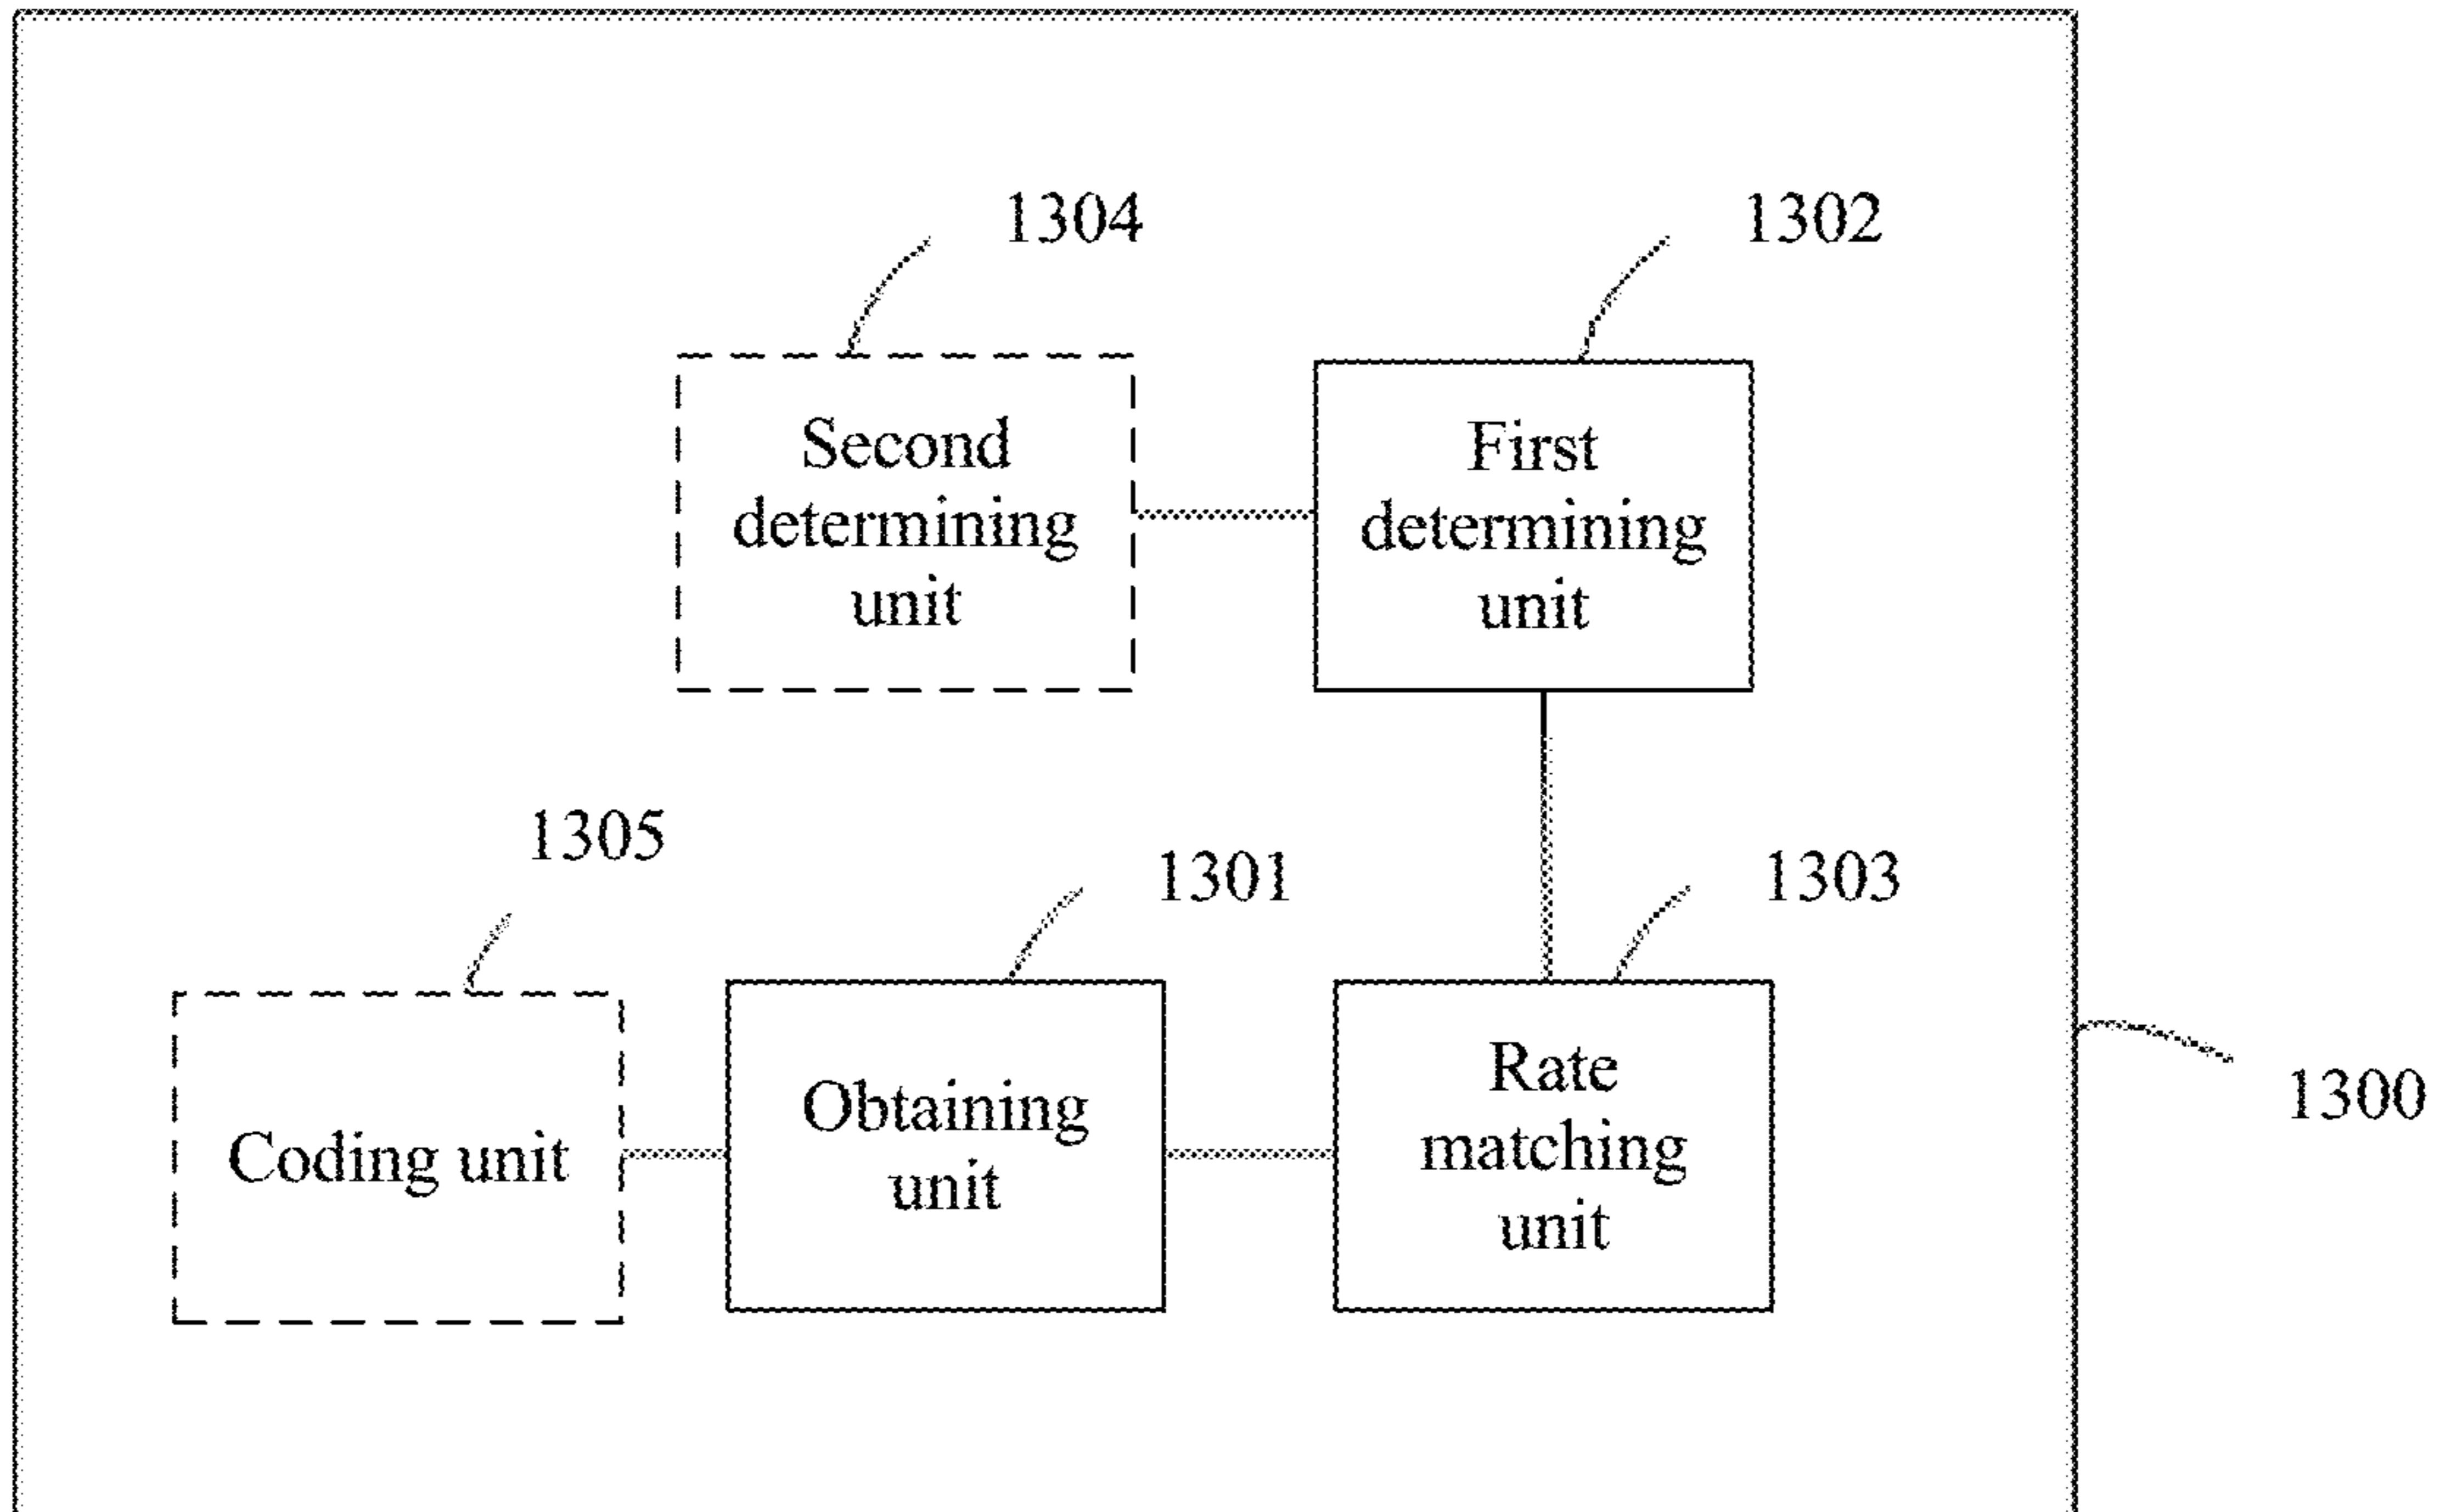 1304
1302
Second
determining
unit
First
determining
unit
1305
1301
1303
Coding unit
Obtaining
unit
Rate
matching
unit
1300